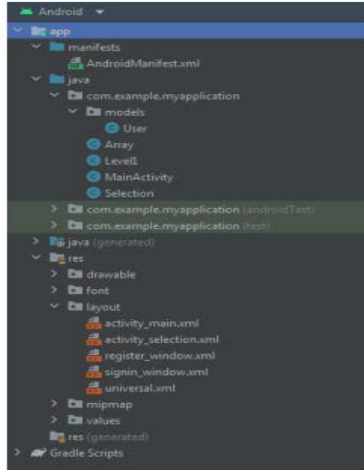 Android
app
manifests
AndroidManifest.xml
java
com.example.myapplication
models
User
Array
Level1
MainActivity
Selection
com.example.myapplication (androidTest)
com.example.myapplication (test)
java (generated)
res
drawable
font
layout
activity_main.xml
activity_selection.xml
register_window.xml
signin_window.xml
universal.xml
mipmap
values
res (generated)
Gradle Scripts